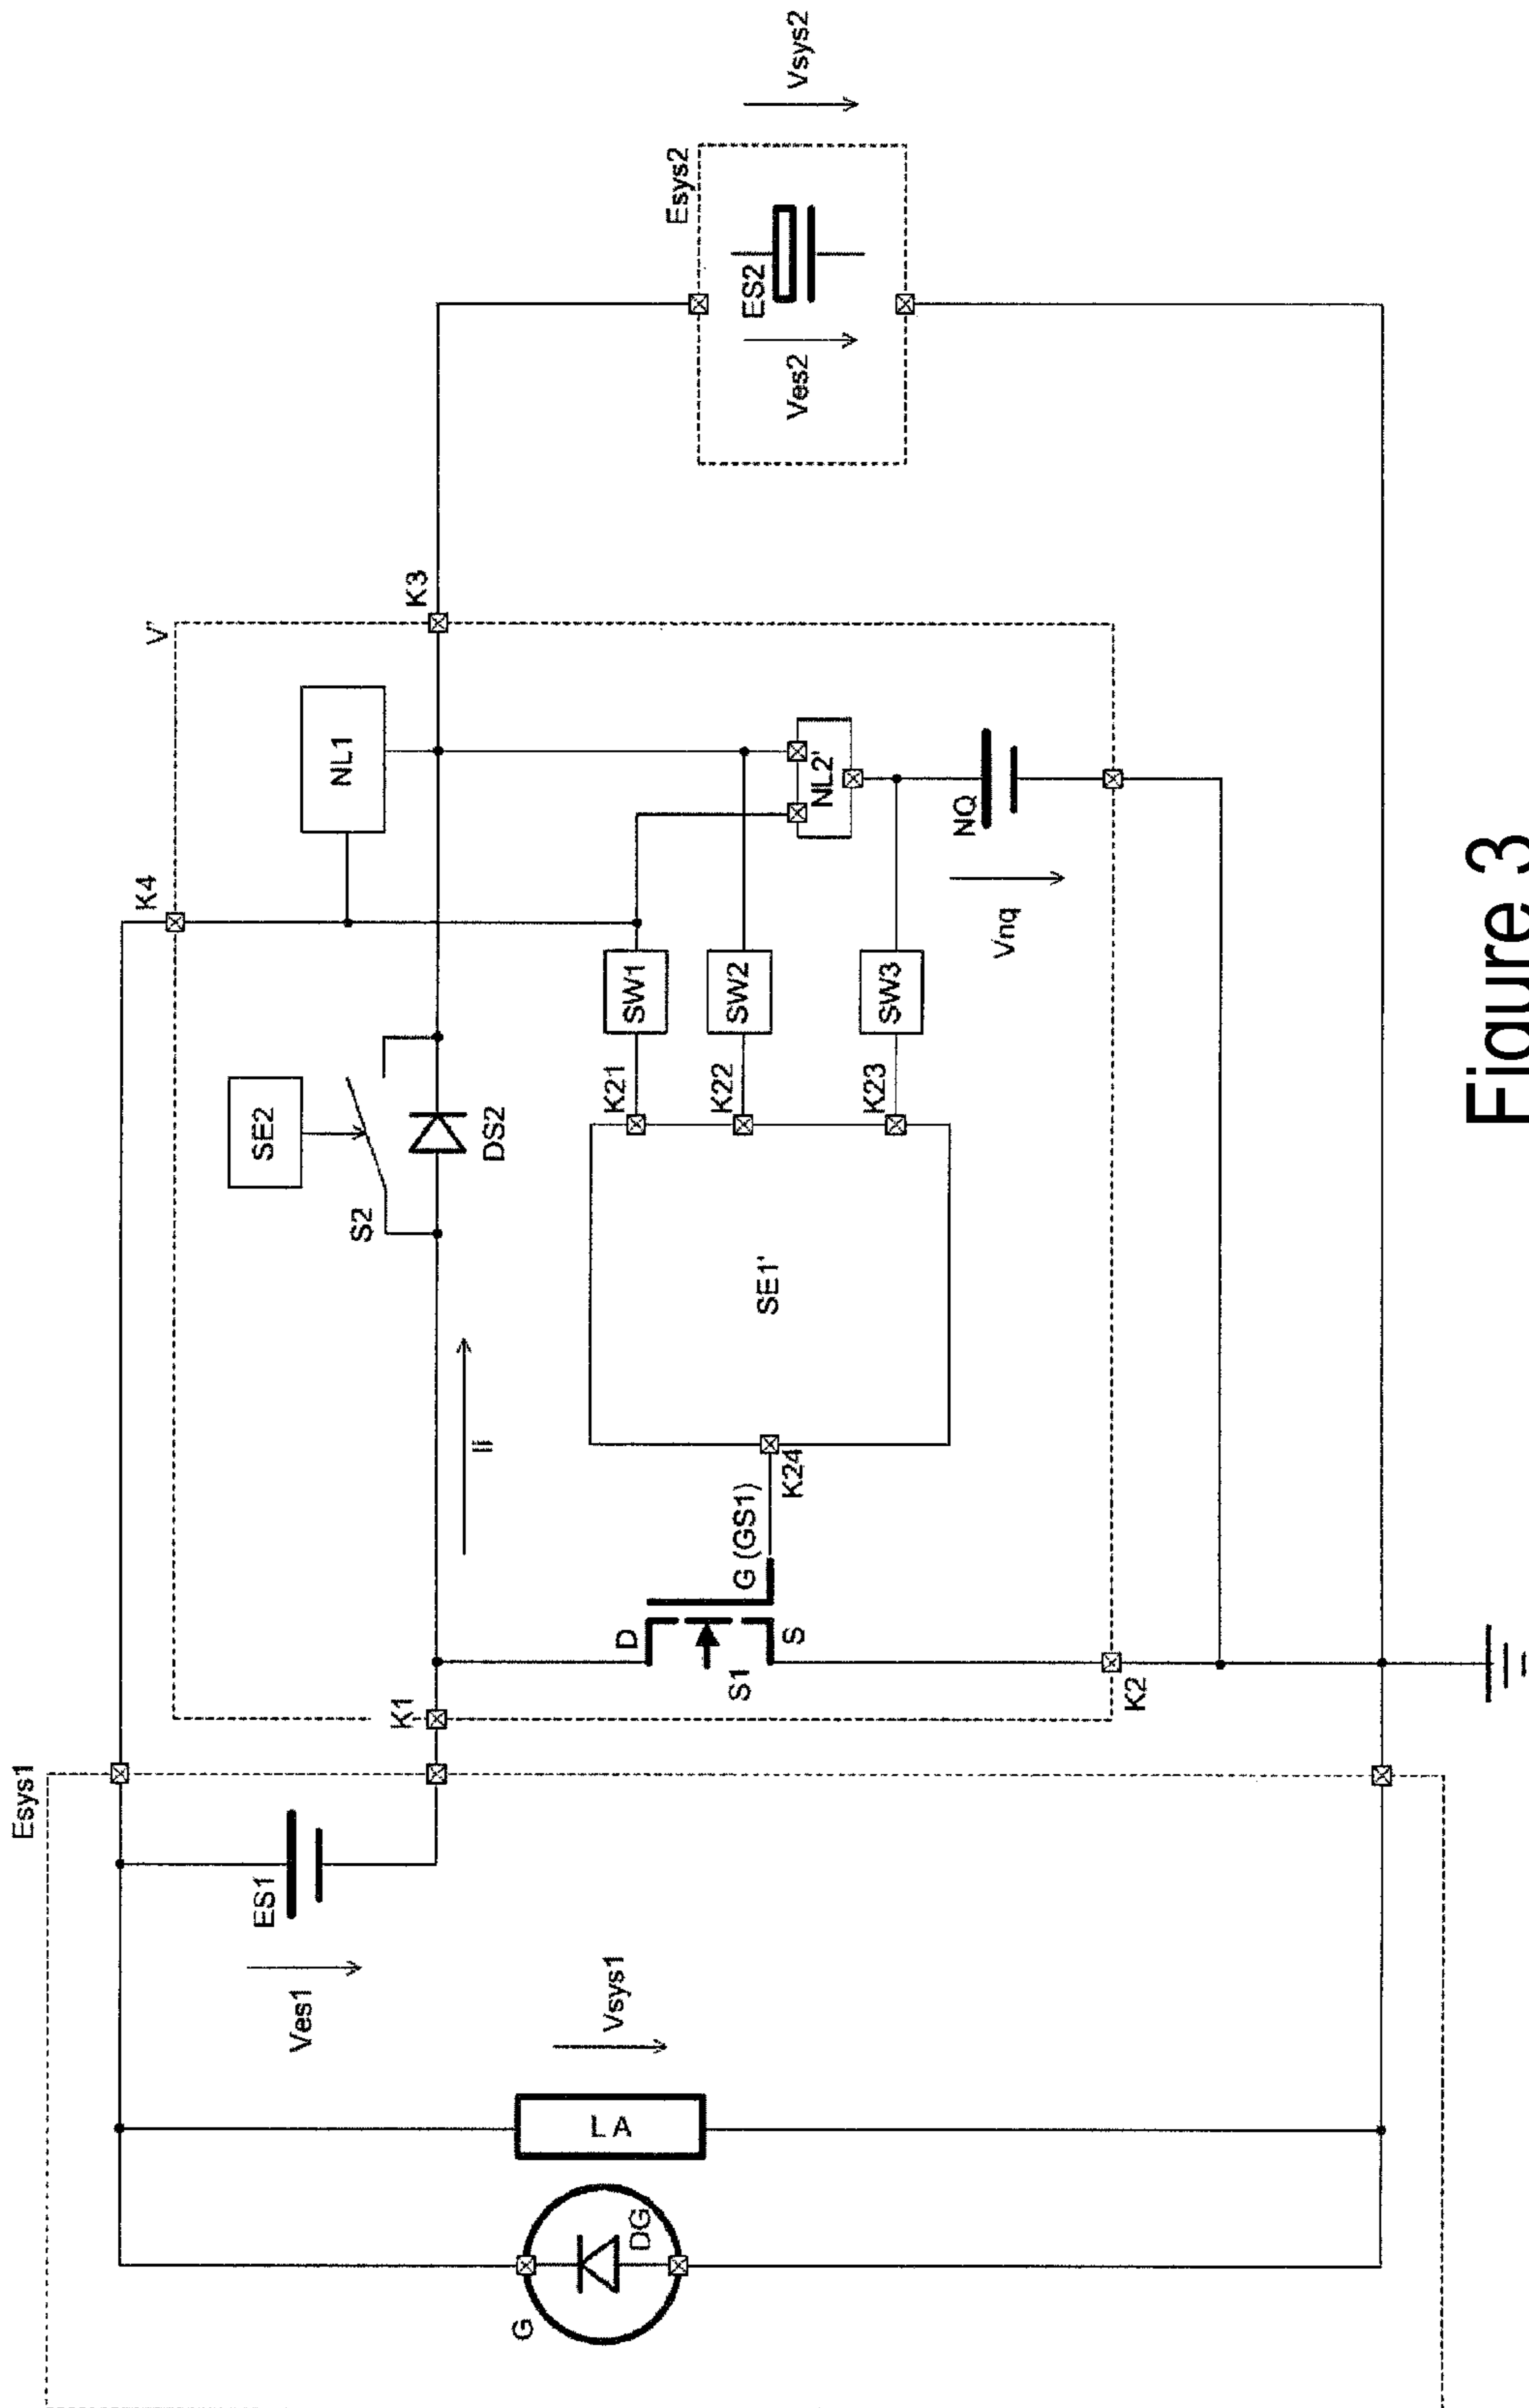 Esys1
G
DG
LA
Vsys1
Ves1
ES1
K1
K2
S1
D
S
G (GS1)
K24
Ii
SE1'
S2
SE2
DS2
K21
K22
K23
SW1
SW2
SW3
K4
NL1
NL2'
NQ
Vnq
V'
K3
Esys2
ES2
Ves2
Vsys2
Figure 3